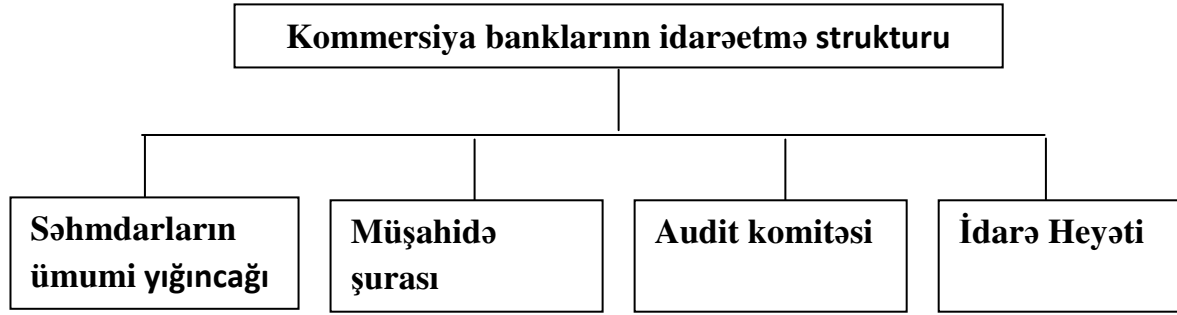 Kommersiya banklarınn idarəetmə strukturu
Səhmdarların
ümumi yığıncağı
Müşahidə
şurası
Audit komitəsi
İdarə Heyəti